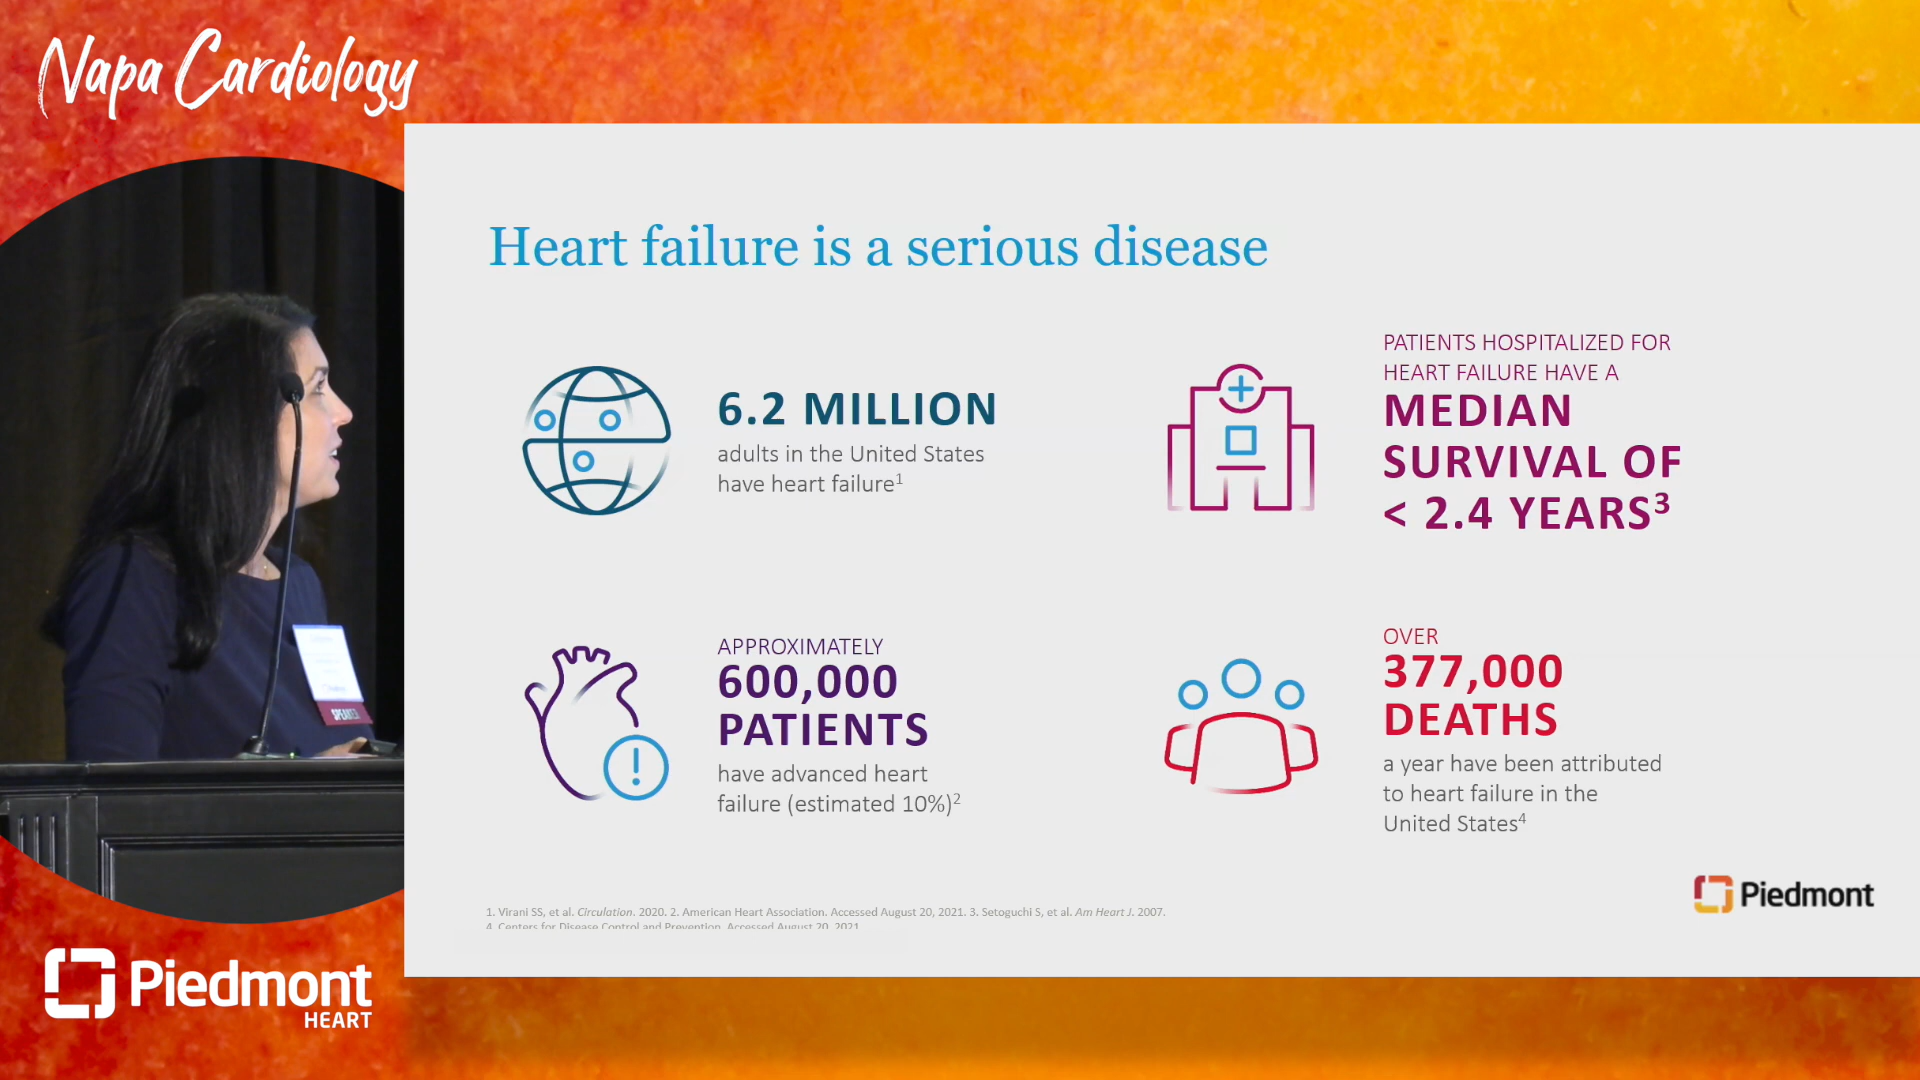 Napa Cardiology
Heart failure is a serious disease
6.2 MILLION
adults in the United States
have heart failure1
PATIENTS HOSPITALIZED FOR
HEART FAILURE HAVE A
MEDIAN
SURVIVAL OF
< 2.4 YEARS3
APPROXIMATELY
600,000
PATIENTS
have advanced heart
failure (estimated 10%)2
OVER
377,000
DEATHS
a year have been attributed
to heart failure in the
United States4
1. Virani SS, et al. Circulation. 2020. 2. American Heart Association. Accessed August 20, 2021. 3. Setoguchi S, et al. Am Heart J. 2007.
4. Centers for Disease Control and Prevention. Accessed August 20, 2021.
Piedmont
SPEAKER
Piedmont
HEART